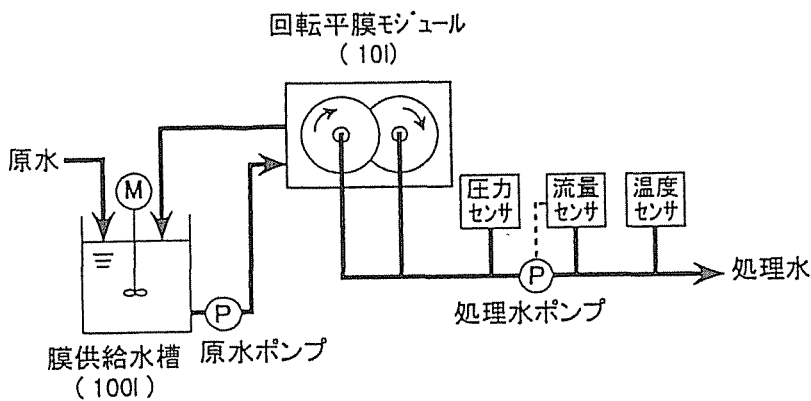 回転平膜モジュール
(10l)
原水
M
圧力
センサ
流量
センサ
温度
センサ
P
P
処理水
処理水ポンプ
膜供給水槽
原水ポンプ
(100l)